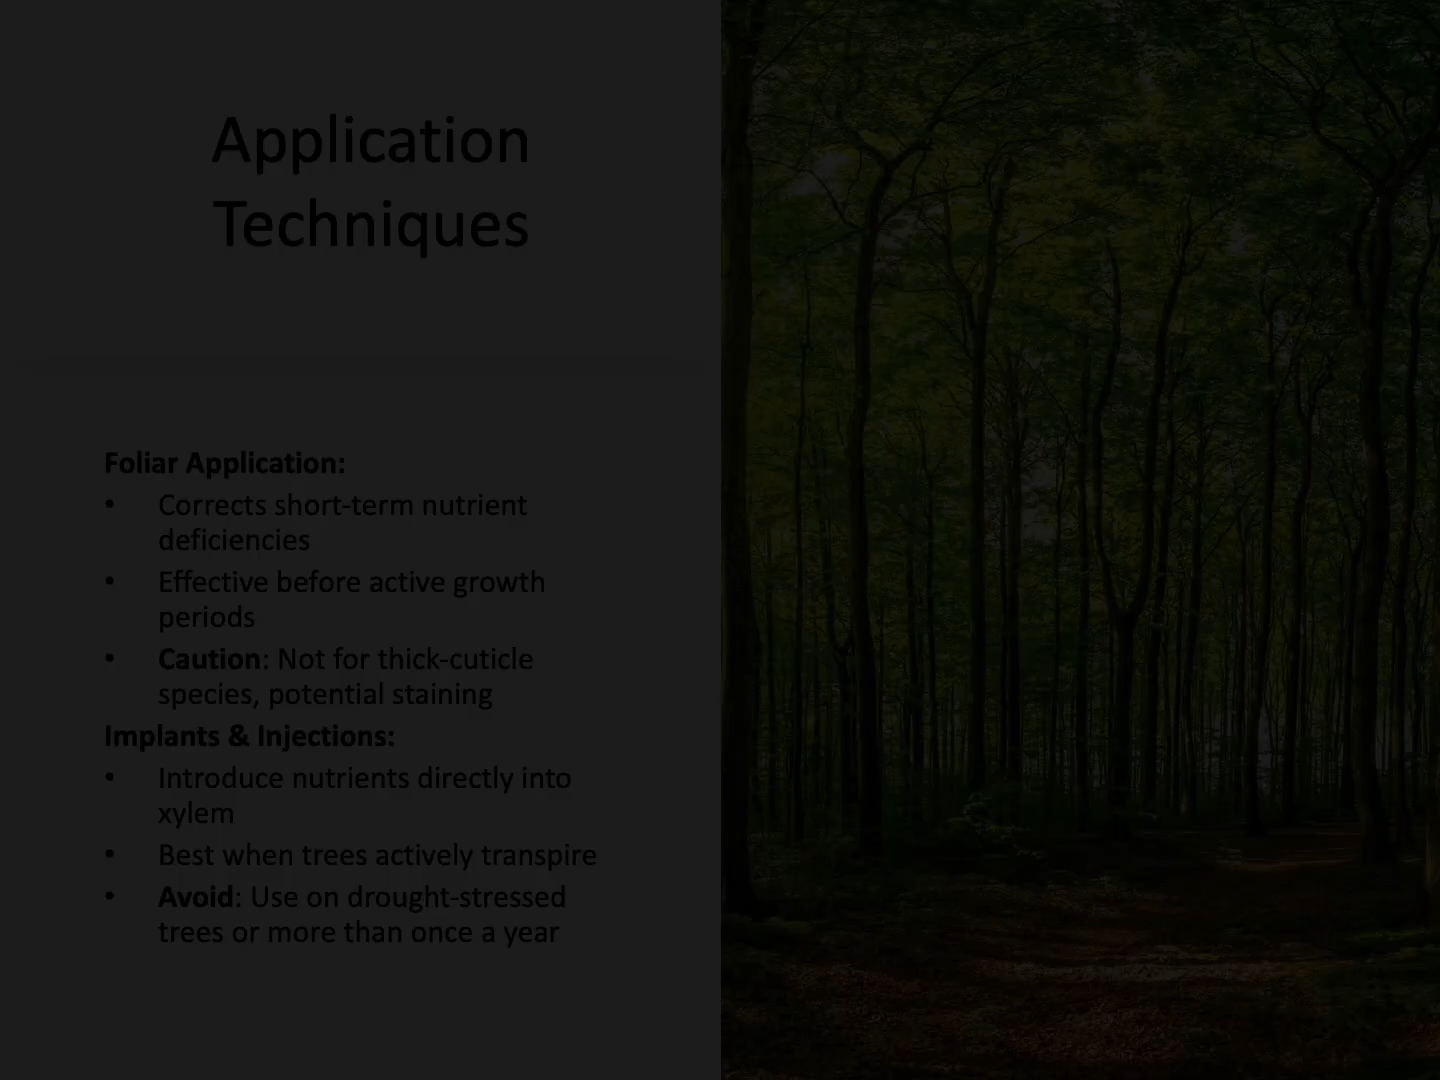 Application
Techniques
Foliar Application:
• Corrects short-term nutrient
deficiencies
• Effective before active growth
periods
• Caution: Not for thick-cuticle
species, potential staining
Implants & Injections:
• Introduce nutrients directly into
xylem
• Best when trees actively transpire
• Avoid: Use on drought-stressed
trees or more than once a year